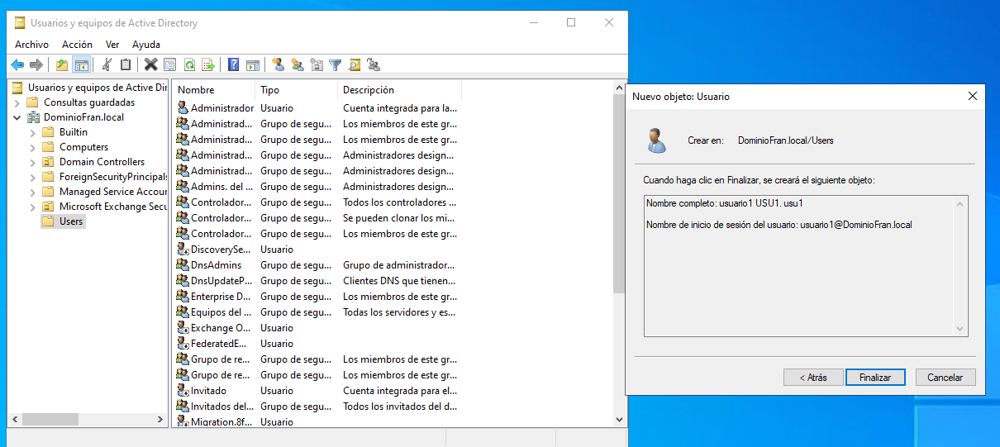 Usuarios y equipos de Active Directory
Archivo Acción Ver Ayuda
Usuarios y equipos de Active Dir
Consultas guardadas
DominioFran.local
Builtin
Computers
Domain Controllers
ForeignSecurityPrincipals
Managed Service Accour
Microsoft Exchange Secu
Users
Nombre Tipo Descripción
Administrador Usuario Cuenta integrada para la...
Administrad... Grupo de segu... Los miembros de este gr...
Administrad... Grupo de segu... Los miembros de este gr...
Administrad... Grupo de segu... Administradores design...
Administrad... Grupo de segu... Administradores design...
Admins. del ... Grupo de segu... Administradores design...
Controlador... Grupo de segu... Todos los controladores ...
Controlador... Grupo de segu... Se pueden clonar los mi...
Controlador... Grupo de segu... Los miembros de este gr...
DiscoverySe... Usuario
DnsAdmins Grupo de segu... Grupo de administrador...
DnsUpdateP... Grupo de segu... Clientes DNS que tienen...
Enterprise D... Grupo de segu... Los miembros de este gr...
Equipos del ... Grupo de segu... Todas los servidores y es...
Exchange O... Usuario
FederatedE... Usuario
Grupo de re... Grupo de segu... Los miembros de este gr...
Grupo de re... Grupo de segu... Los miembros de este gr...
Invitado Usuario Cuenta integrada para el...
Invitados del... Grupo de segu... Todos los invitados del d...
Migration.8f... Usuario
Nuevo objeto: Usuario
Crear en: DominioFran.local/Users
Cuando haga clic en Finalizar, se creará el siguiente objeto:
Nombre completo: usuario1 USU1. usu1
Nombre de inicio de sesión del usuario: usuario1@DominioFran.local
< Atrás Finalizar Cancelar